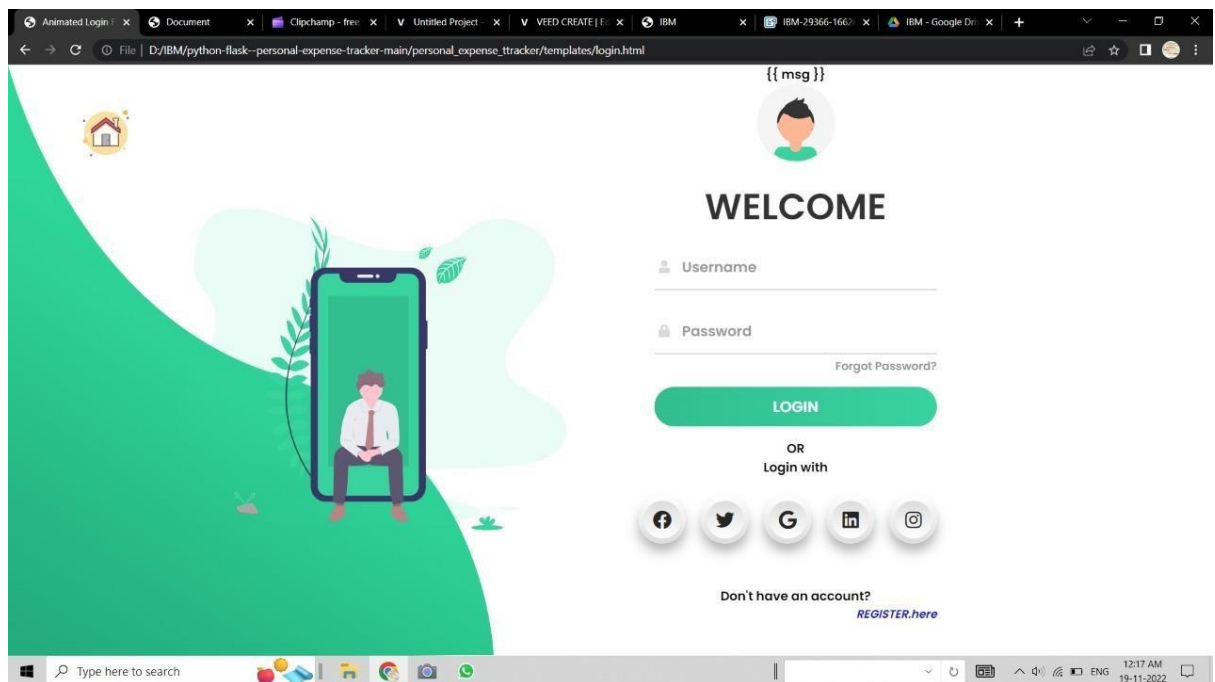 Animated Login F
Document
Clipchamp - free
Untitled Project -
VEED CREATE | Ed
IBM
IBM-29366-1662
IBM - Google Dri
File | D:/IBM/python-flask--personal-expense-tracker-main/personal_expense_ttracker/templates/login.html
{{ msg }}
WELCOME
Username
Password
Forgot Password?
LOGIN
OR
Login with
Don't have an account?
REGISTER.here
Type here to search
ENG
12:17 AM
19-11-2022